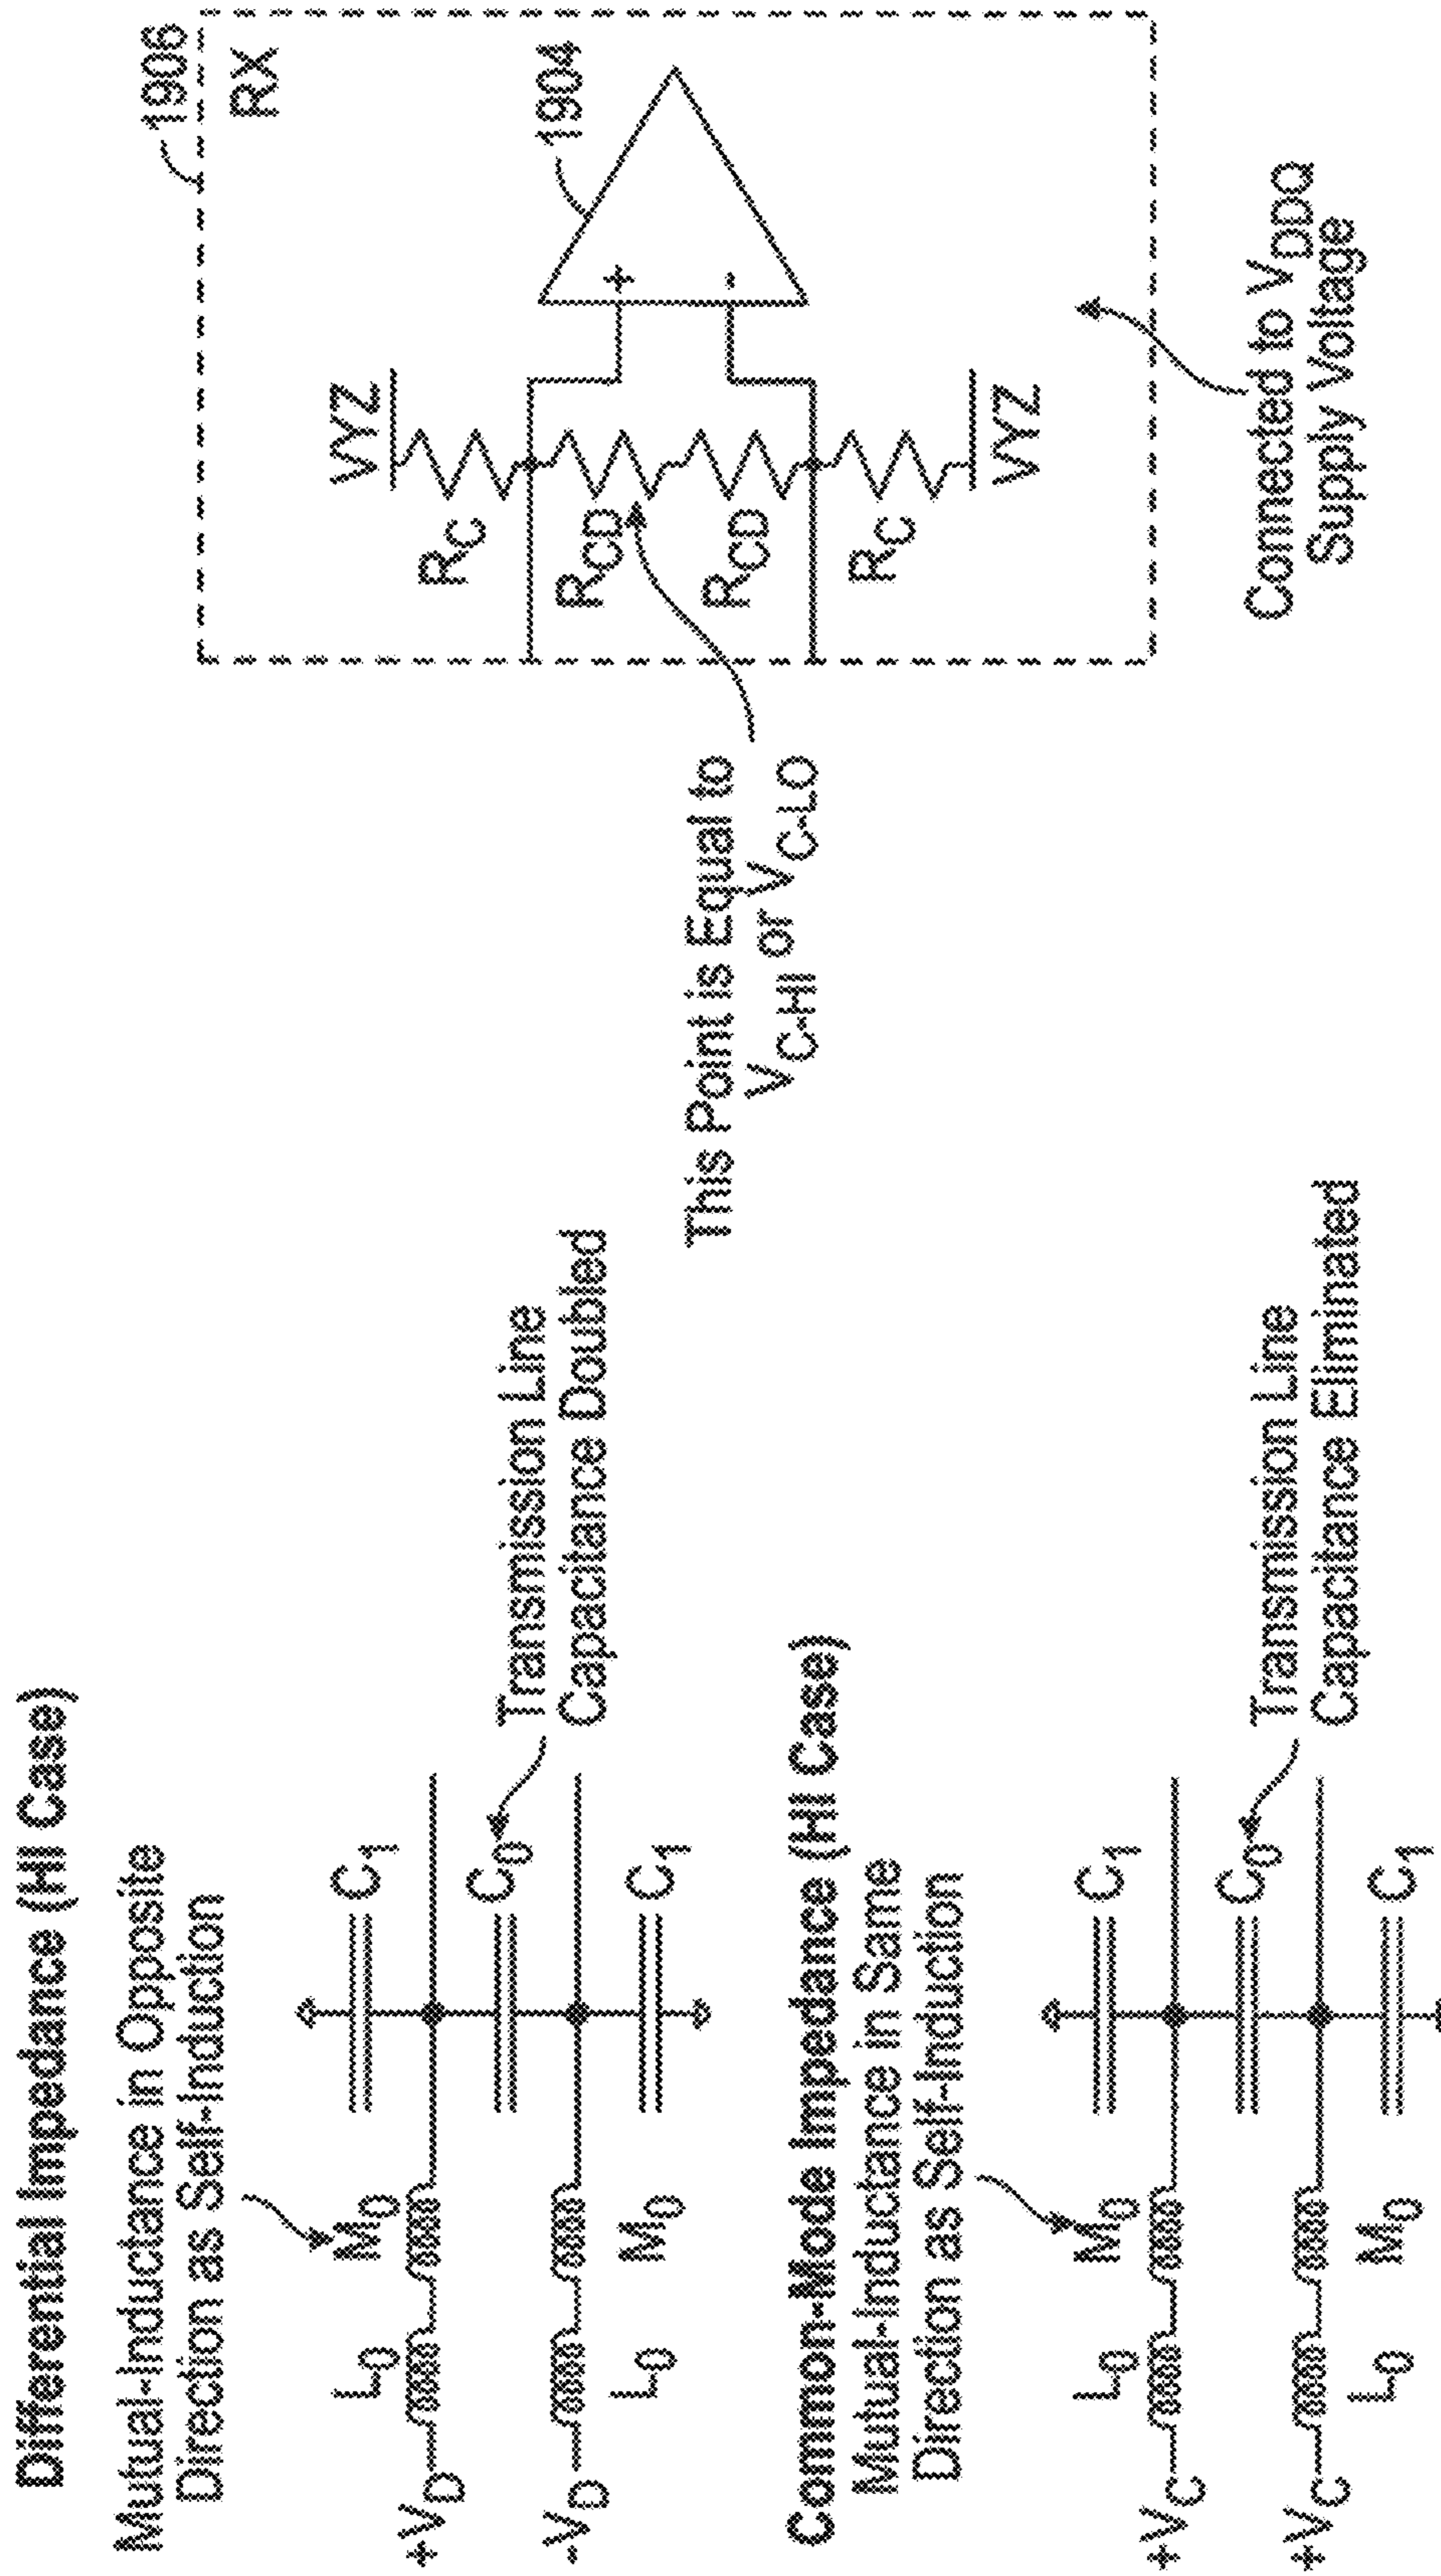 Differential Impedance (HI Case)
Mutual-Inductance in Opposite
Direction as Self-Induction
+VD
L0
M0
C1
C0
Transmission Line
Capacitance Doubled
-VD
L0
M0
C1
Common-Mode Impedance (HI Case)
Mutual-Inductance in Same
Direction as Self-Induction
+VC
L0
M0
C1
C0
Transmission Line
Capacitance Eliminated
+VC
L0
M0
C1
1906
RX
VYZ
RC
RCD
1904
+
-
RCD
RC
VYZ
This Point is Equal to
VC-HI or VC-LO
Connected to VDDQ
Supply Voltage